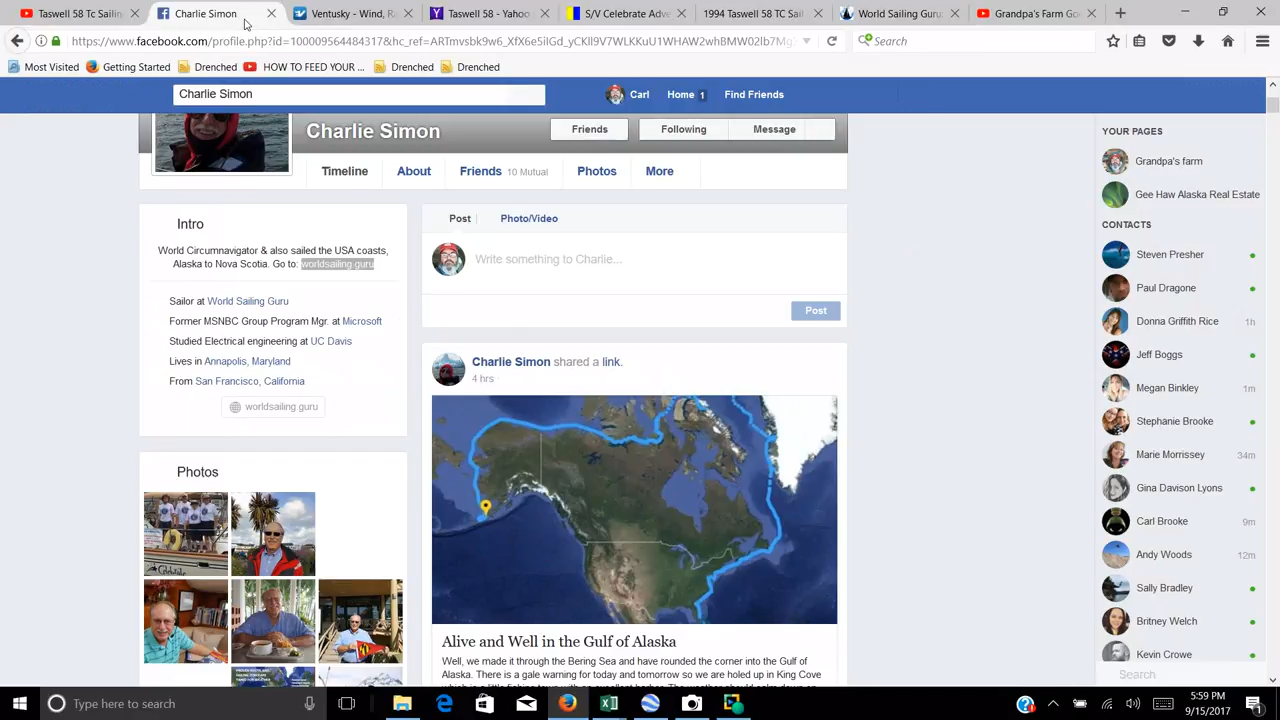 Taswell 58 TC Sailing
Facebook
Taswell 58 TC Sailing
S/V Celebrate Adve
1994 Taswell 58 TC Sail
World Sailing Guru:
Grandpa's Farm Go
https://www.facebook.com/profile.php?id=100009564484317&hc_ref=
Search
Most Visited
Getting Started
Drenched
HOW TO FEED YOUR ...
Drenched
Drenched
Charlie Simon
Carl
Home 1
Find Friends
Charlie Simon
Friends
Following
Message
Timeline
About
Friends 10 Mutual
Photos
More
Intro
World Circumnavigator & also sailed the USA coasts,
Alaska to Nova Scotia. Go to: worldsailing.guru
Sailor at World Sailing Guru
Former MSNBC Group Program Mgr. at Microsoft
Studied Electrical engineering at UC Davis
Lives in Annapolis, Maryland
From San Francisco, California
worldsailing.guru
Photos
Post
Photo/Video
Write something to Charlie...
Post
Charlie Simon shared a link.
4 hrs
Alive and Well in the Gulf of Alaska
Well, we made it through the Bering Sea and have rounded the corner into the Gulf of
Alaska. There is a gale warning for today and tomorrow so we are holed up in King Cove
YOUR PAGES
Grandpa's farm
Gee Haw Alaska Real Estate
CONTACTS
Steven Presher
Paul Dragone
Donna Griffith Rice 1h
Jeff Boggs
Megan Binkley 1m
Stephanie Brooke
Marie Morrissey 34m
Gina Davison Lyons
Carl Brooke 9m
Andy Woods 12m
Sally Bradley
Britney Welch
Kevin Crowe
Search
Type here to search
5:59 PM
9/15/2017